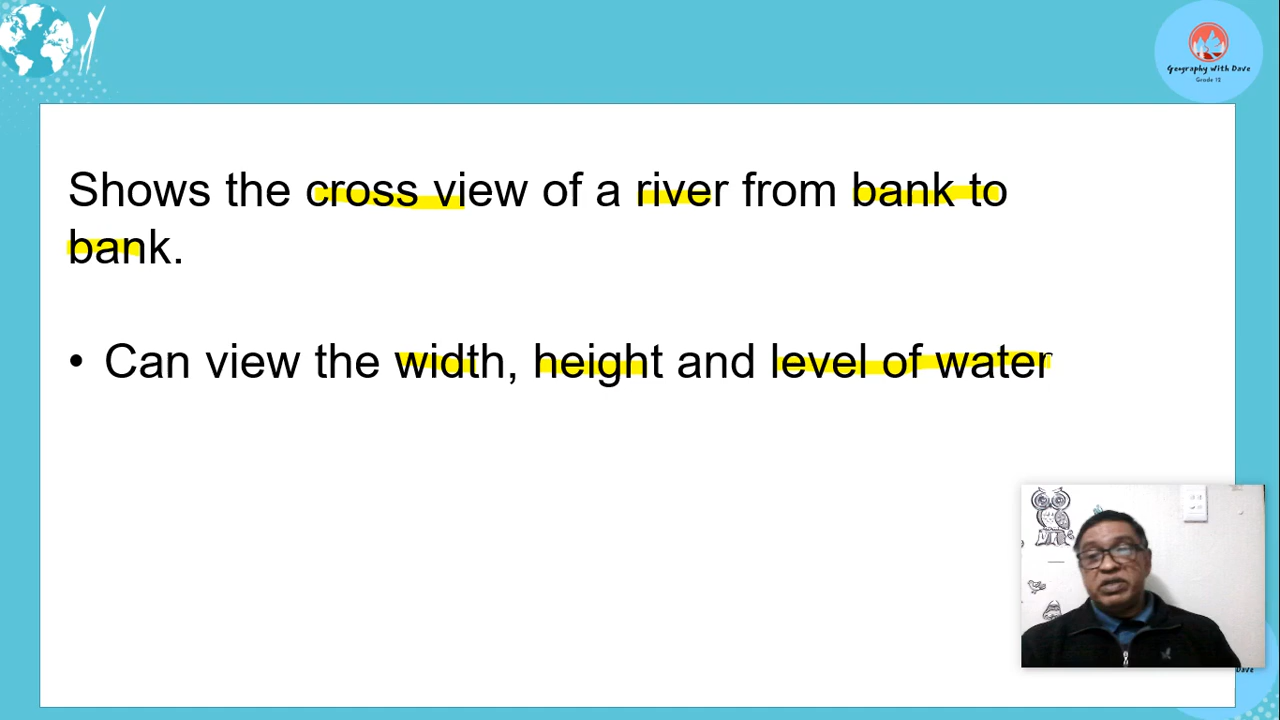 Geography With Dave
Grade 12
Shows the cross view of a river from bank to
bank.
• Can view the width, height and level of water
Dave